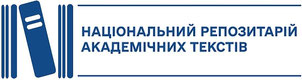 НАЦІОНАЛЬНИЙ РЕПОЗИТАРІЙ
АКАДЕМІЧНИХ ТЕКСТІВ